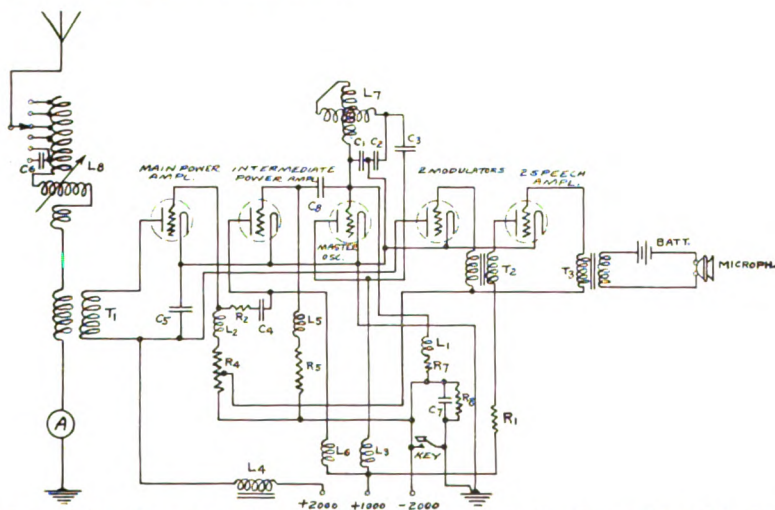 L7
C1
C2
C3
C6
L8
MAIN POWER
AMPL.
INTERMEDIATE
POWER AMPL
2 MODULATORS
2 SPEECH
AMPL.
C8
MASTER
OSC.
BATT.
T2
T3
MICROPH.
T1
C5
R2
C4
L2
L5
R4
R5
L1
R7
C7
R8
R1
A
L6
L3
KEY
L4
+2000
+1000
-2000